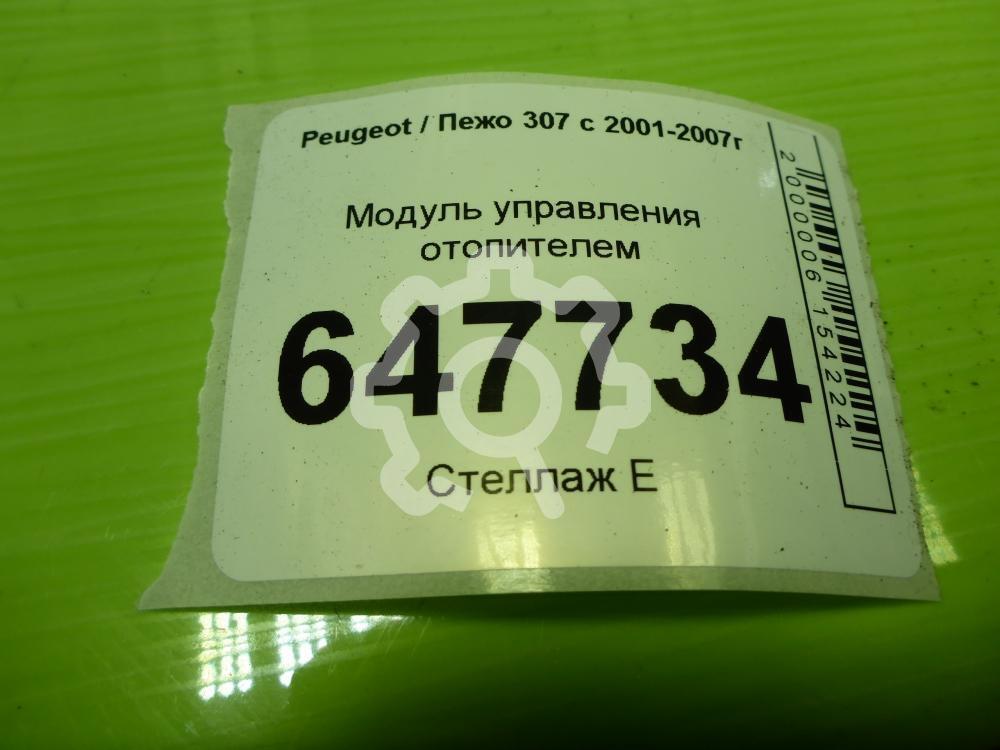 Peugeot / Пежо 307 с 2001-2007г
Модуль управления
отопителем
647734
Стеллаж Е
2000006154224